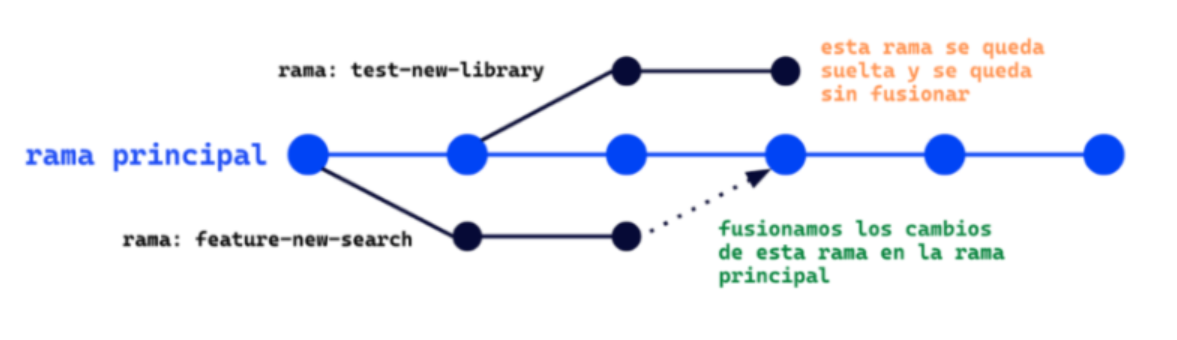 rama: test-new-library
esta rama se queda
suelta y se queda
sin fusionar
rama principal
rama: feature-new-search
fusionamos los cambios
de esta rama en la rama
principal